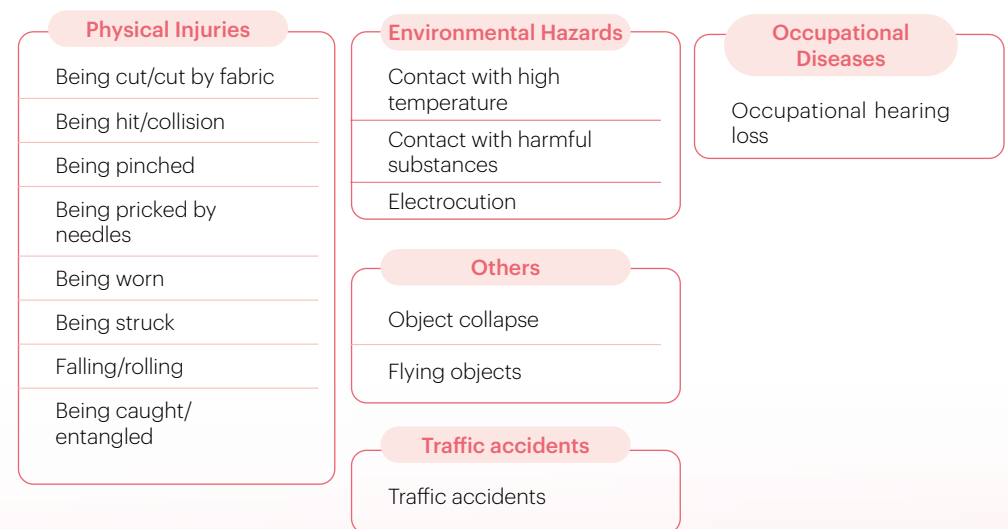 Physical Injuries
Being cut/cut by fabric
Being hit/collision
Being pinched
Being pricked by
needles
Being worn
Being struck
Falling/rolling
Being caught/
entangled
Environmental Hazards
Contact with high
temperature
Contact with harmful
substances
Electrocution
Others
Object collapse
Flying objects
Traffic accidents
Traffic accidents
Occupational
Diseases
Occupational hearing
loss